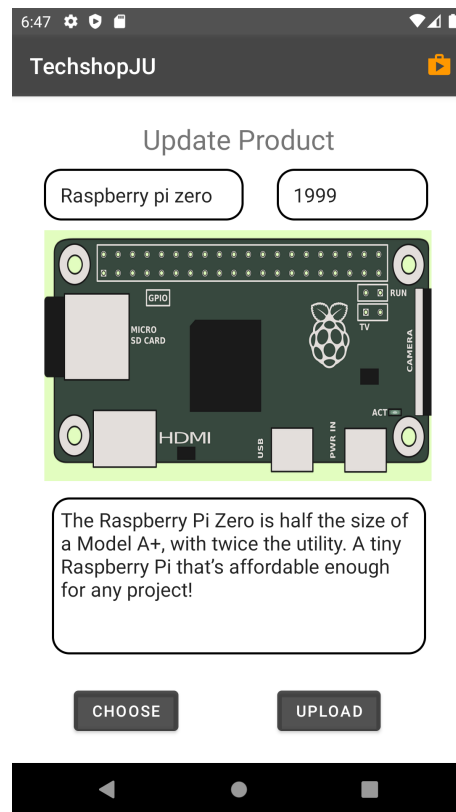 6:47
TechshopJU
Update Product
Raspberry pi zero
1999
GPIO
RUN
MICRO
SD CARD
TV
CAMERA
ACT
HDMI
USB
PWR IN
The Raspberry Pi Zero is half the size of
a Model A+, with twice the utility. A tiny
Raspberry Pi that’s affordable enough
for any project!
CHOOSE
UPLOAD